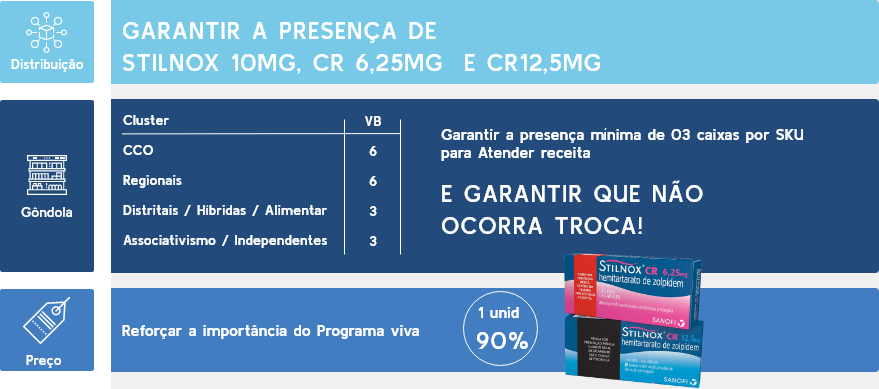 Distribuição
GARANTIR A PRESENÇA DE
STILNOX 10MG, CR 6,25MG E CR12,5MG
Gôndola
Cluster VB
CCO 6
Regionais 6
Distritais / Híbridas / Alimentar 3
Associativismo / Independentes 3
Garantir a presença mínima de 03 caixas por SKU
para Atender receita
E GARANTIR QUE NÃO
OCORRA TROCA!
Preço
Reforçar a importância do Programa viva
1 unid
90%
STILNOX CR 6,25mg
hemitartarato de zolpidem
SANOFI
STILNOX CR 12,5mg
hemitartarato de zolpidem
SANOFI